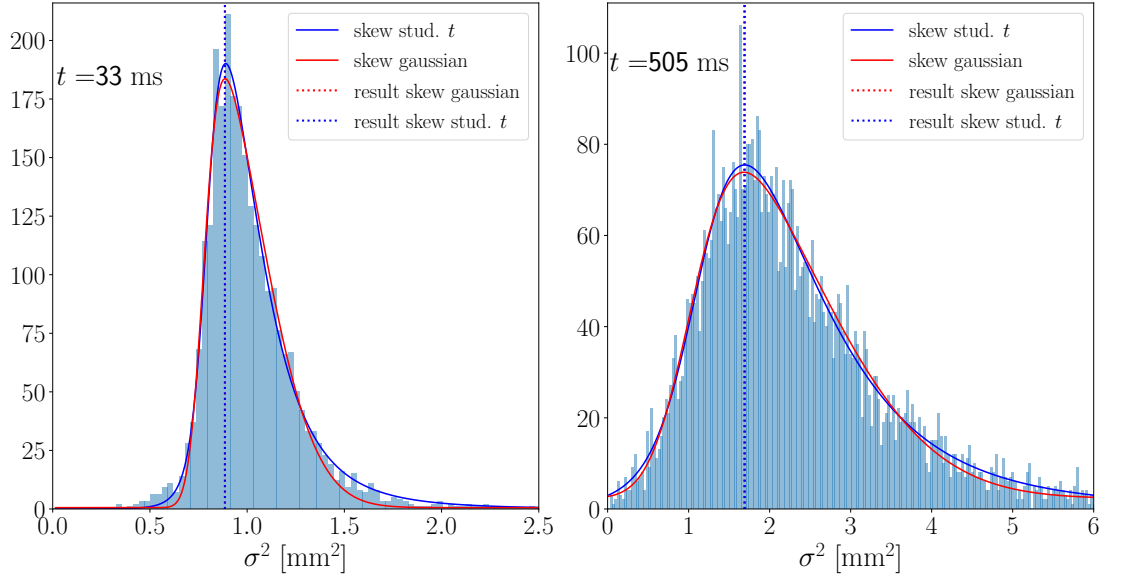 t =33 ms
skew stud. t
skew gaussian
result skew gaussian
result skew stud. t
200
175
150
125
100
75
50
25
0
0.0 0.5 1.0 1.5 2.0 2.5
σ² [mm²]
t =505 ms
skew stud. t
skew gaussian
result skew gaussian
result skew stud. t
100
80
60
40
20
0
0 1 2 3 4 5 6
σ² [mm²]